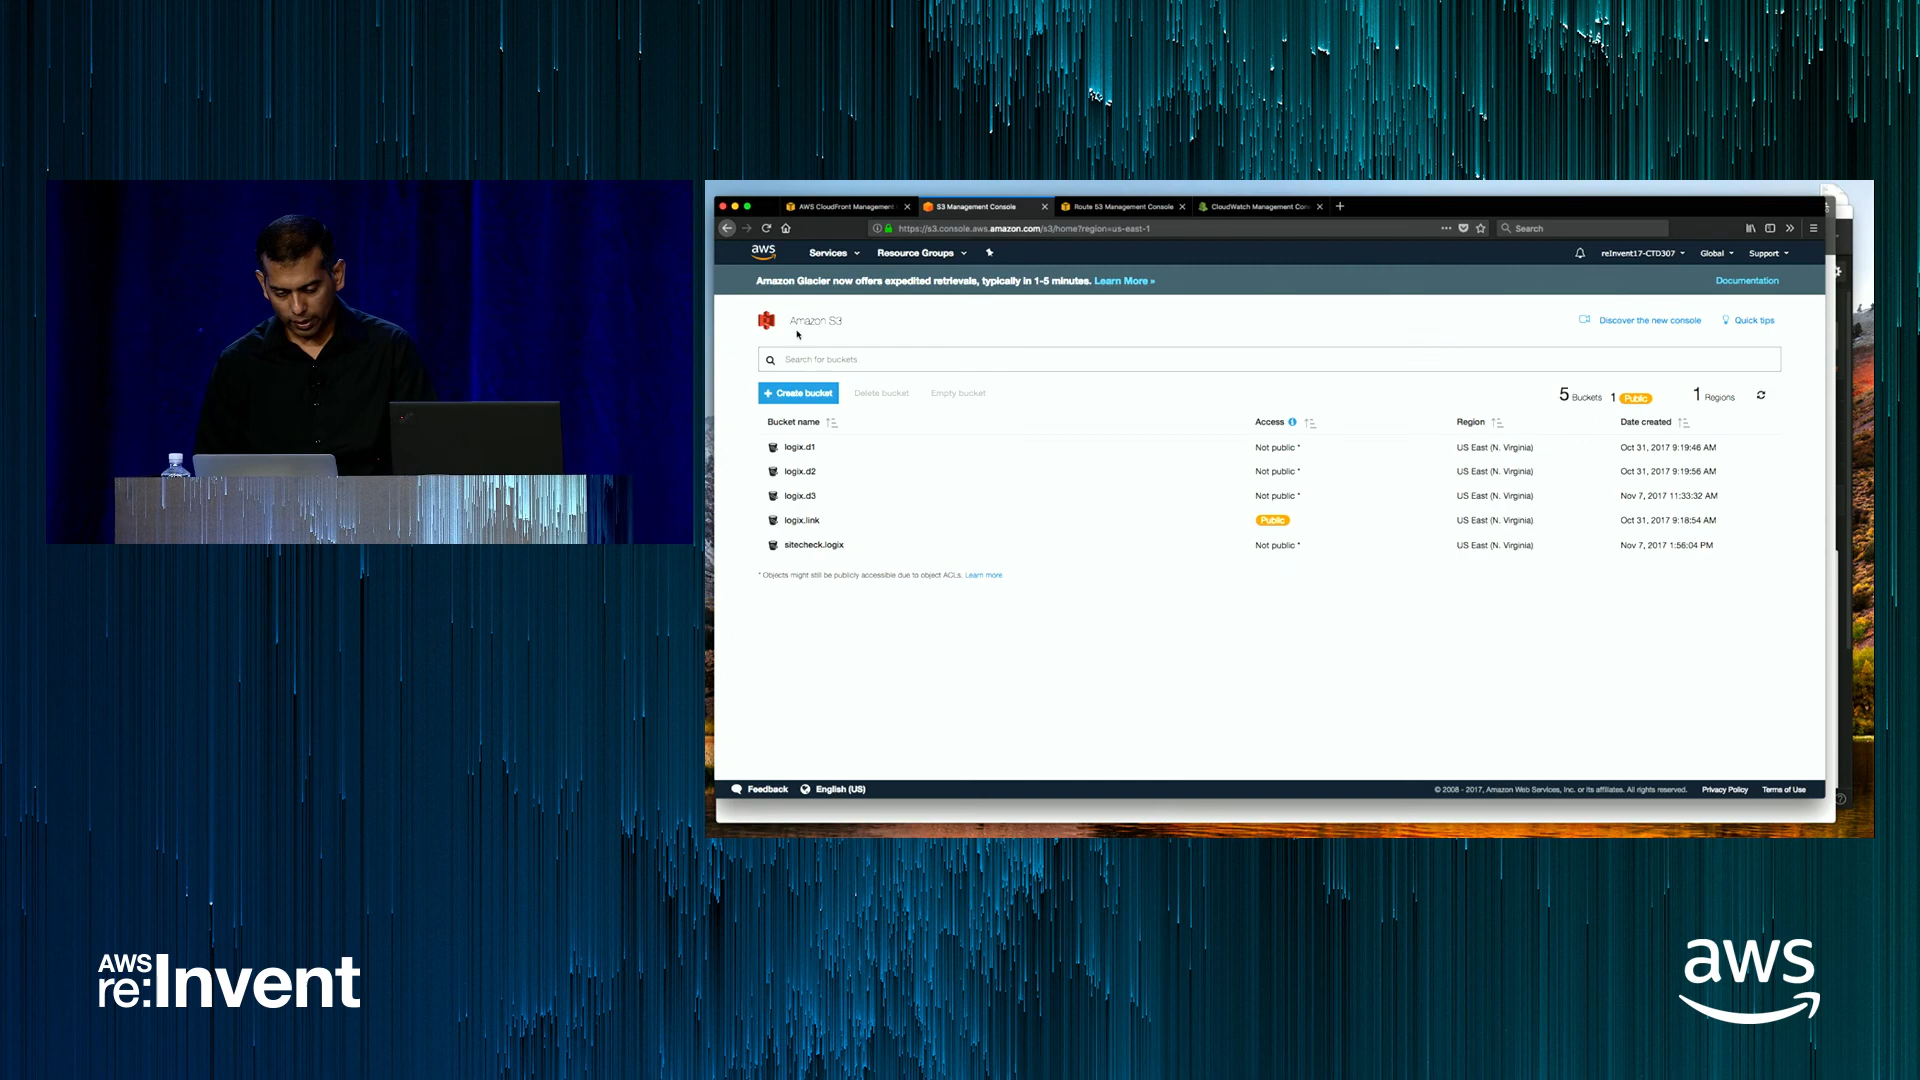 AWS CloudFront Management
S3 Management Console
Route 53 Management Console
CloudWatch Management Con
https://s3.console.aws.amazon.com/s3/home?region=us-east-1
Search
aws
Services
Resource Groups
reInvent17-CTD307
Global
Support
Amazon Glacier now offers expedited retrievals, typically in 1-5 minutes. Learn More »
Documentation
Amazon S3
Discover the new console
Quick tips
Search for buckets
+ Create bucket
Delete bucket
Empty bucket
5 Buckets 1 Public
1 Regions
Bucket name Access Region Date created
logix.d1 Not public * US East (N. Virginia) Oct 31, 2017 9:19:46 AM
logix.d2 Not public * US East (N. Virginia) Oct 31, 2017 9:19:56 AM
logix.d3 Not public * US East (N. Virginia) Nov 7, 2017 11:33:32 AM
logix.link Public US East (N. Virginia) Oct 31, 2017 9:18:54 AM
sitecheck.logix Not public * US East (N. Virginia) Nov 7, 2017 1:56:04 PM
* Objects might still be publicly accessible due to object ACLs. Learn more
Feedback
English (US)
© 2008 - 2017, Amazon Web Services, Inc. or its affiliates. All rights reserved.
Privacy Policy
Terms of Use
AWS
re:Invent
aws